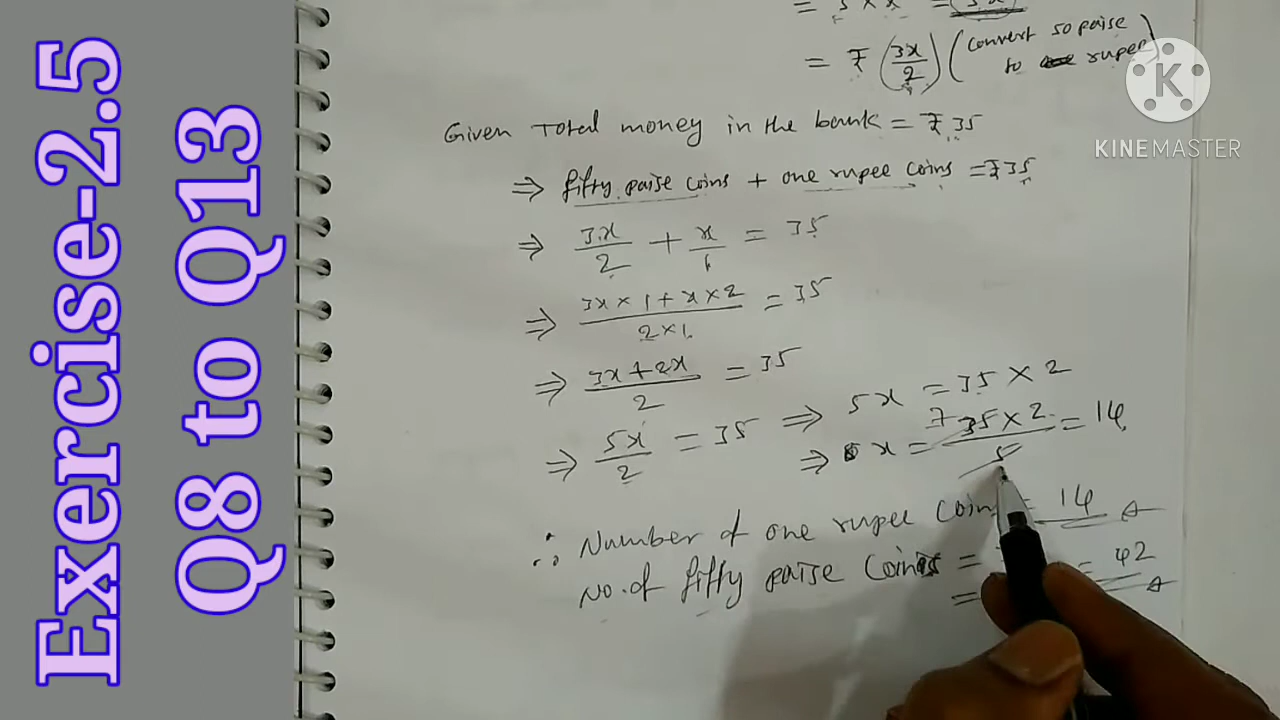 Exercise-2.5
Q8 to Q13
KINEMASTER
= ₹ (3x/2) (convert 50 paise
to rupee)
Given Total money in the bank = ₹ 35
⇒ fifty paise coins + one rupee coins = ₹35
⇒ 3x/2 + x/1 = 35
⇒ (3x × 1 + x × 2)/(2 × 1) = 35
⇒ (3x + 2x)/2 = 35
⇒ 5x/2 = 35 ⇒ 5x = 35 × 2
⇒ x = 7 35 × 2/5 = 14
∴ Number of one rupee coins = 14
No. of fifty paise coins = = 42
=